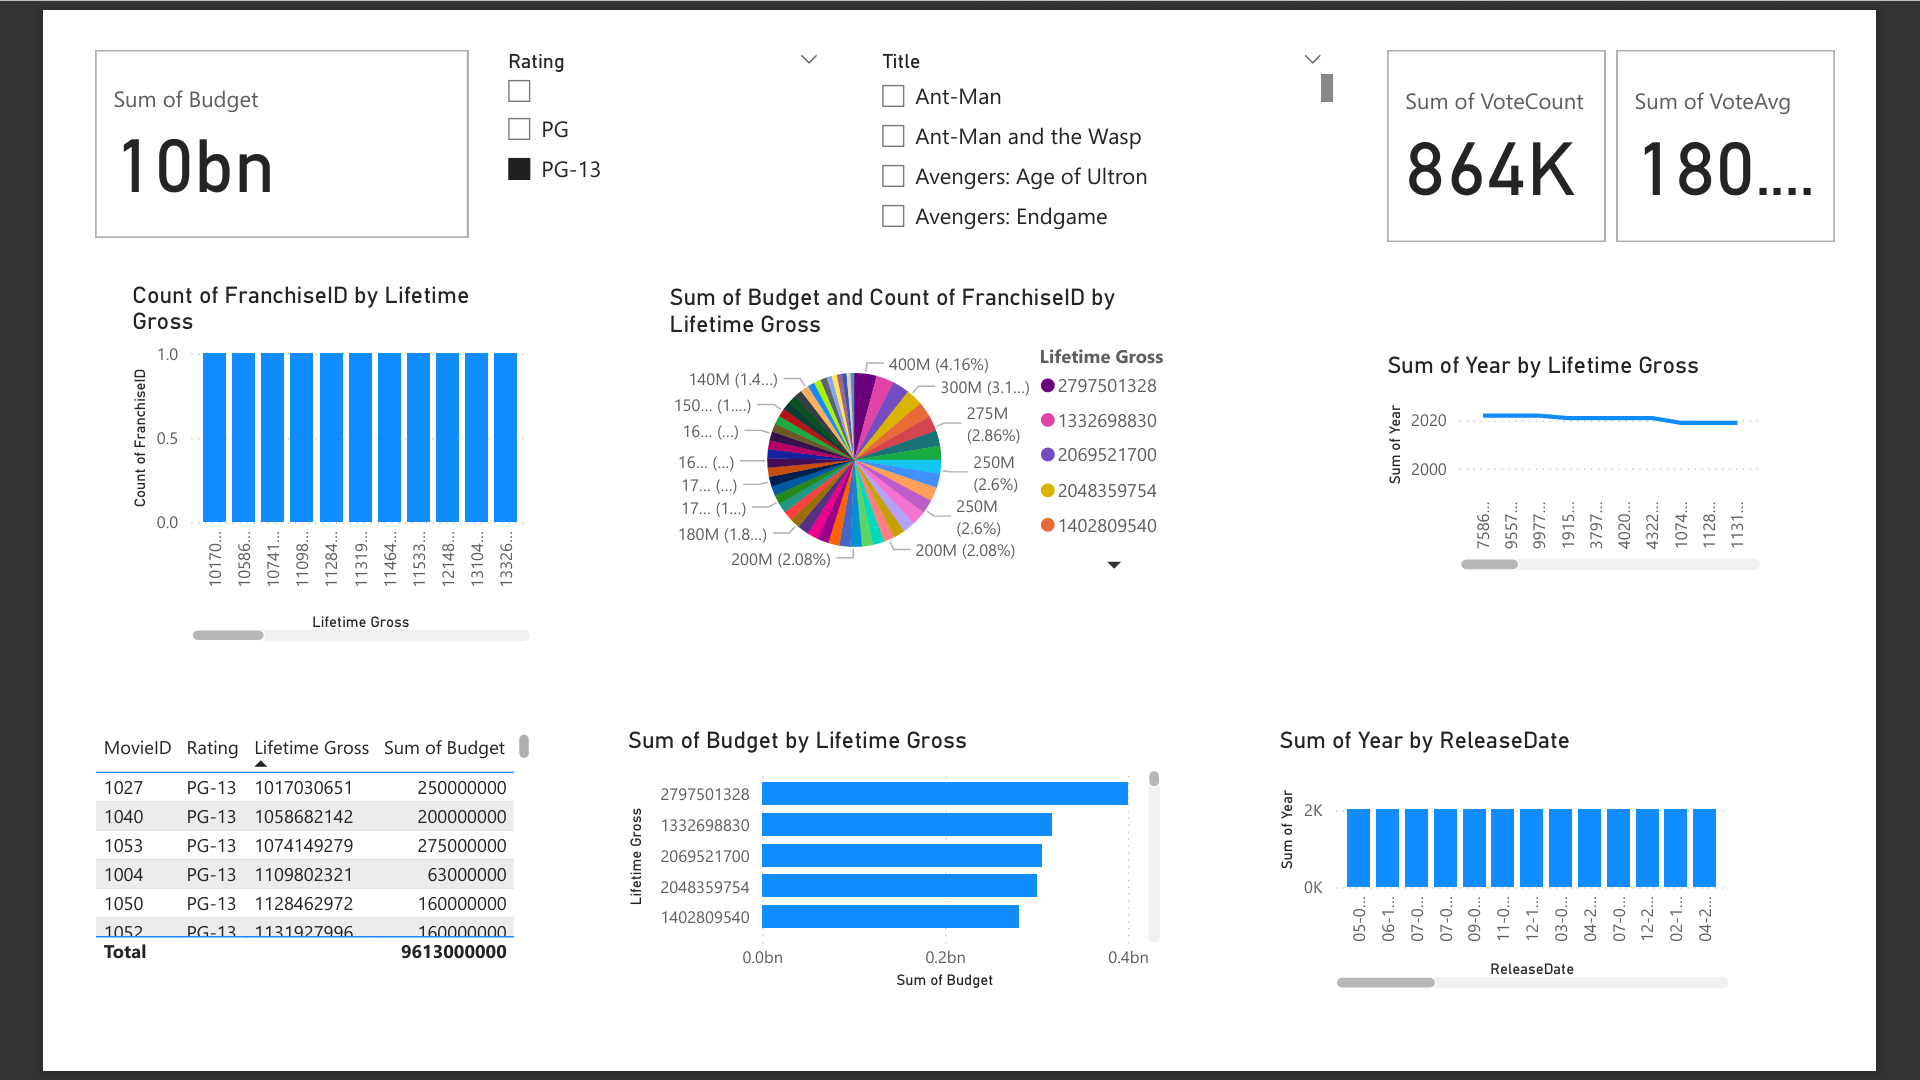 Sum of Budget
10bn
Rating
PG
PG-13
Title
Ant-Man
Ant-Man and the Wasp
Avengers: Age of Ultron
Avengers: Endgame
Sum of VoteCount
864K
Sum of VoteAvg
180....
Count of FranchiseID by Lifetime
Gross
Count of FranchiseID
1.0
0.5
0.0
10170...
10586...
10741...
11098...
11284...
11319...
11464...
11533...
12148...
13104...
13326...
Lifetime Gross
Sum of Budget and Count of FranchiseID by
Lifetime Gross
400M (4.16%)
300M (3.1...)
275M
(2.86%)
250M
(2.6%)
250M
(2.6%)
200M (2.08%)
200M (2.08%)
180M (1.8...)
17... (1...)
17... (...)
16... (...)
16... (...)
150... (1....)
140M (1.4...)
Lifetime Gross
2797501328
1332698830
2069521700
2048359754
1402809540
Sum of Year by Lifetime Gross
Sum of Year
2020
2000
7586...
9557...
9977...
1915...
3797...
4020...
4322...
1074...
1128...
1131...
MovieID Rating Lifetime Gross Sum of Budget
1027 PG-13 1017030651 250000000
1040 PG-13 1058682142 200000000
1053 PG-13 1074149279 275000000
1004 PG-13 1109802321 63000000
1050 PG-13 1128462972 160000000
1052 PG-13 1131927996 160000000
Total 9613000000
Sum of Budget by Lifetime Gross
Lifetime Gross
2797501328
1332698830
2069521700
2048359754
1402809540
0.0bn 0.2bn 0.4bn
Sum of Budget
Sum of Year by ReleaseDate
Sum of Year
2K
0K
05-0...
06-1...
07-0...
07-0...
09-0...
11-0...
12-1...
03-0...
04-2...
07-0...
12-2...
02-1...
04-2...
ReleaseDate